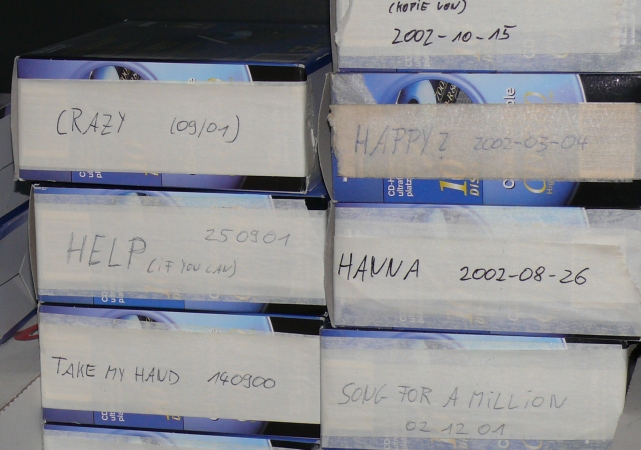 CRAZY (09/01)
HELP (IF YOU CAN) 250901
TAKE MY HAND 140900
(KOPIE VON)
2002-10-15
HAPPY? 2002-03-04
HANNA 2002-08-26
SONG FOR A MILLION
02 12 01